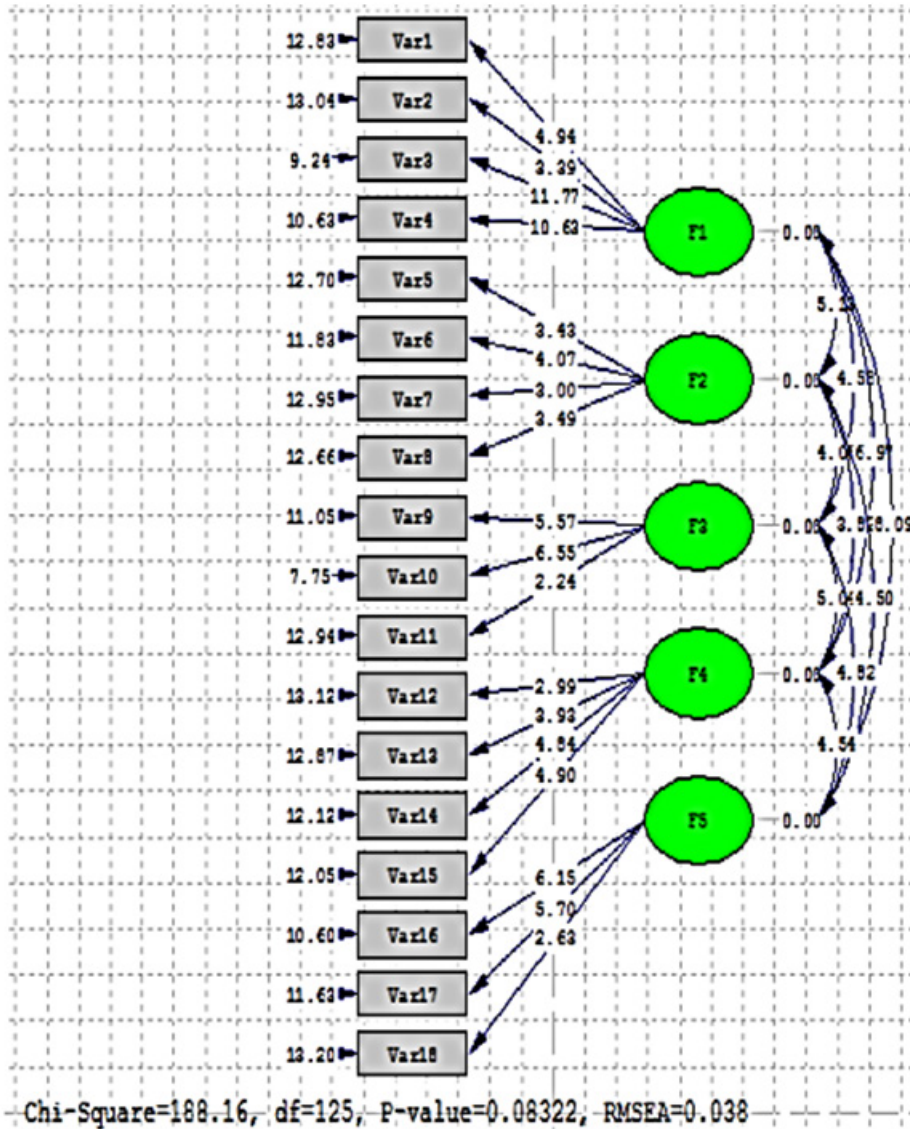 12.83 Var1
13.04 Var2
4.94
9.24 Var3
3.39
11.77
10.63 Var4
10.63
F1 0.00
12.70 Var5
5.13
11.83 Var6
3.43
4.07
F2 0.00
12.95 Var7
3.00
3.49
12.66 Var8
11.05 Var9
5.57
F3 0.00
6.55
7.75 Var10
2.24
4.50
12.94 Var11
F4 0.00
4.82
13.12 Var12
2.99
3.93
4.84
4.90
12.87 Var13
4.54
12.12 Var14
F5 0.00
12.05 Var15
6.15
5.70
2.63
10.60 Var16
11.63 Var17
13.20 Var18
Chi-Square=188.16, df=125, P-value=0.08322, RMSEA=0.038